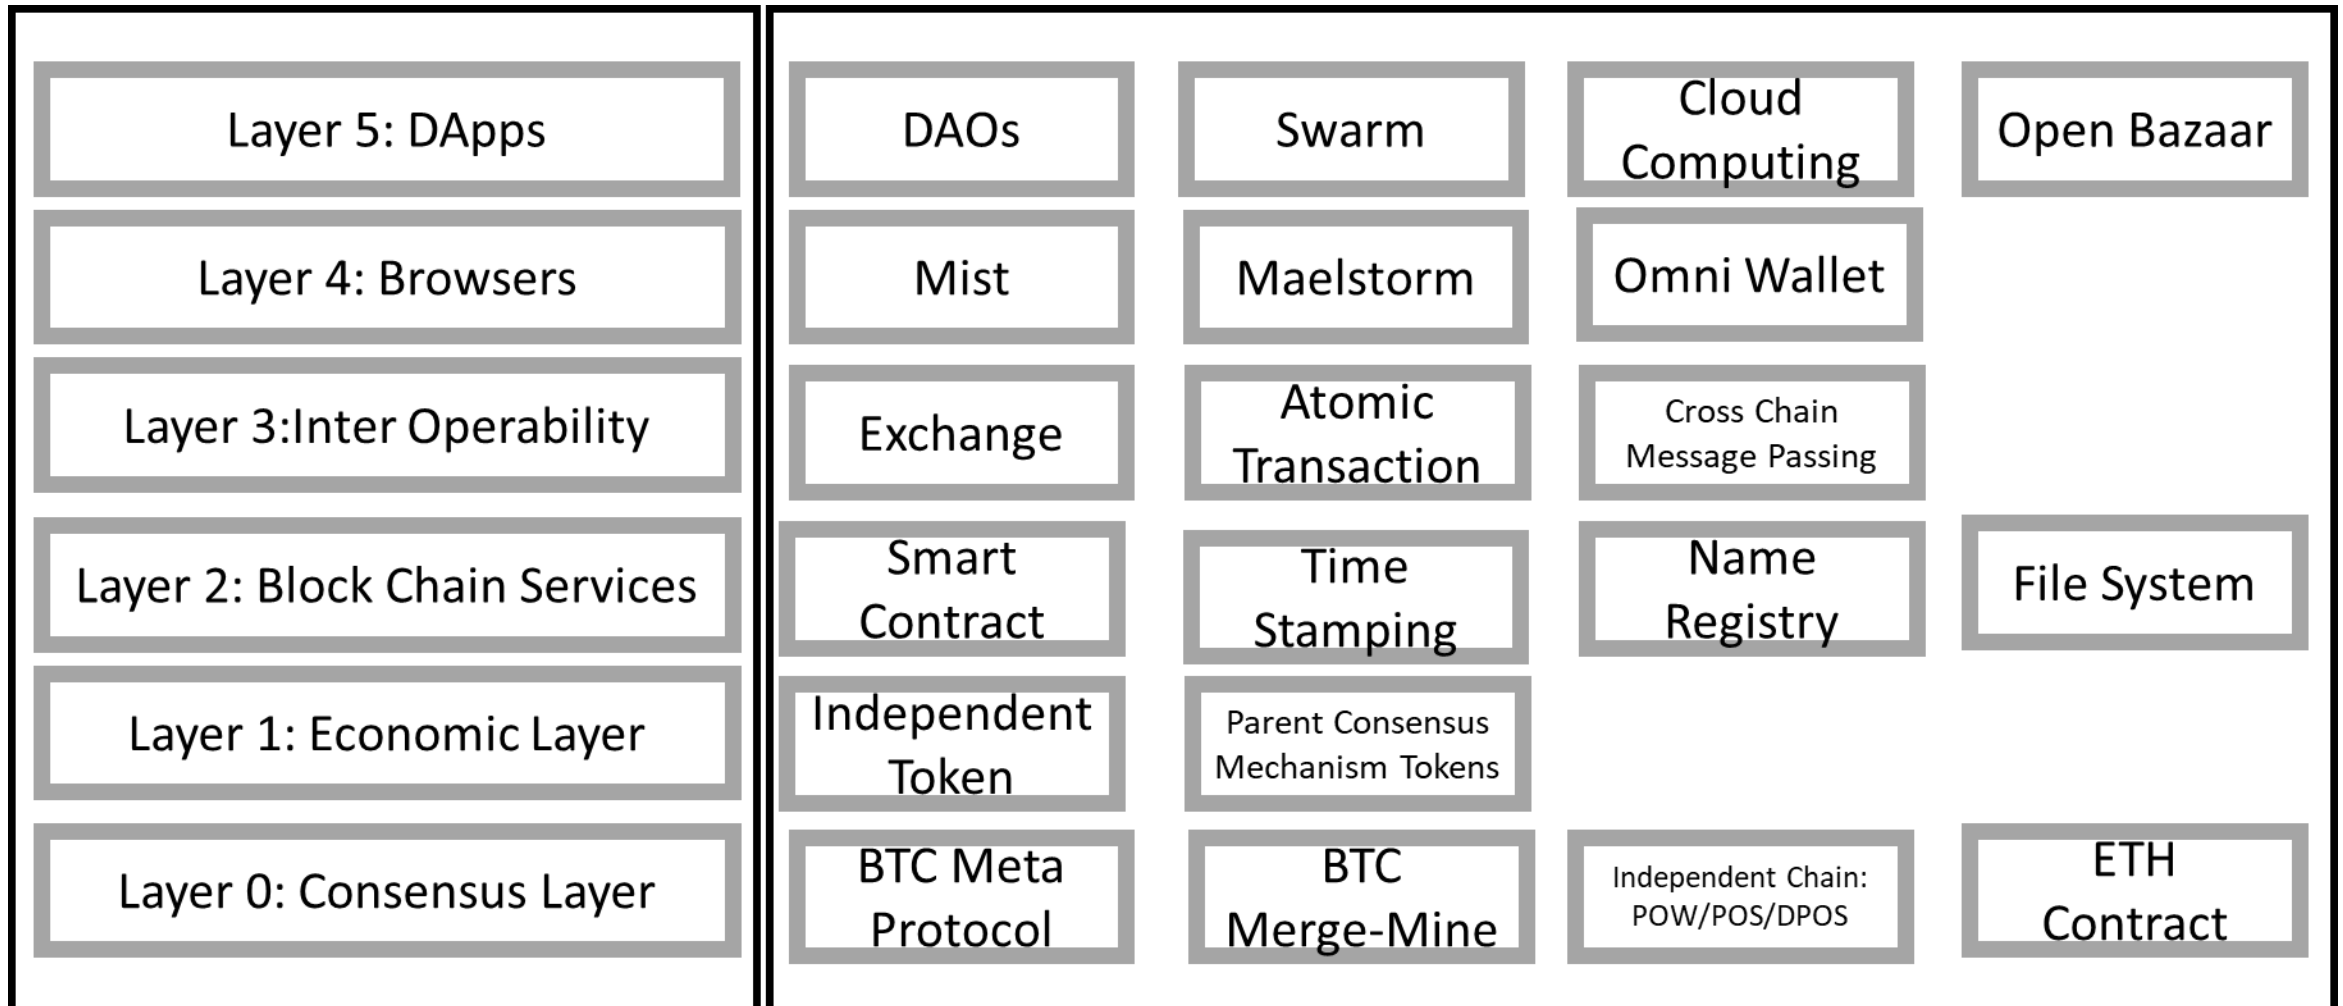 Layer 5: DApps
DAOs
Swarm
Cloud
Computing
Open Bazaar
Layer 4: Browsers
Mist
Maelstorm
Omni Wallet
Layer 3:Inter Operability
Exchange
Atomic
Transaction
Cross Chain
Message Passing
Layer 2: Block Chain Services
Smart
Contract
Time
Stamping
Name
Registry
File System
Layer 1: Economic Layer
Independent
Token
Parent Consensus
Mechanism Tokens
Layer 0: Consensus Layer
BTC Meta
Protocol
BTC
Merge-Mine
Independent Chain:
POW/POS/DPOS
ETH
Contract